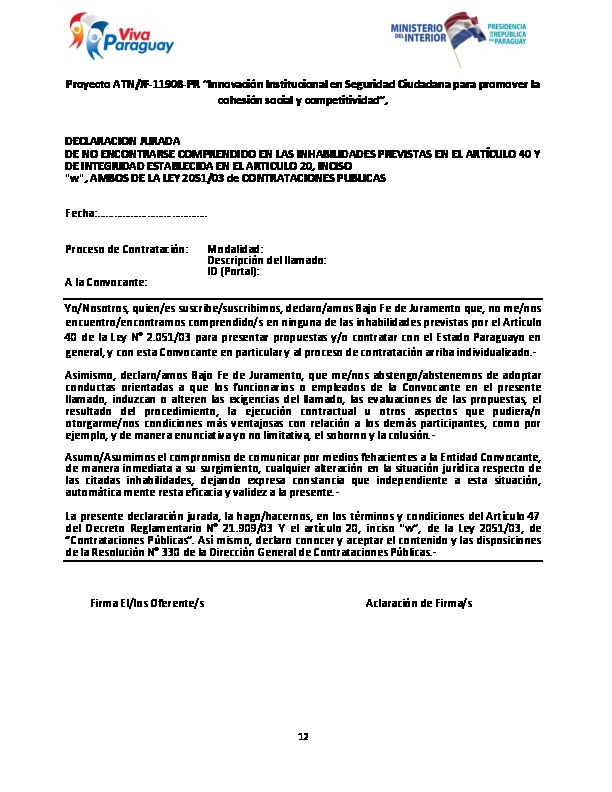 Viva
Paraguay
MINISTERIO
DEL INTERIOR
PRESIDENCIA
DE LA REPÚBLICA
DEL PARAGUAY
Proyecto ATN/JF-11908-PR “Innovación Institucional en Seguridad Ciudadana para promover la
cohesión social y competitividad”,
DECLARACION JURADA
DE NO ENCONTRARSE COMPRENDIDO EN LAS INHABILIDADES PREVISTAS EN EL ARTÍCULO 40 Y
DE INTEGRIDAD ESTABLECIDA EN EL ARTICULO 20, INCISO
"w", AMBOS DE LA LEY 2051/03 de CONTRATACIONES PUBLICAS
Fecha:.......................................
Proceso de Contratación: Modalidad:
Descripción del llamado:
ID (Portal):
A la Convocante:
Yo/Nosotros, quien/es suscribe/suscribimos, declaro/amos Bajo Fe de Juramento que, no me/nos
encuentro/encontramos comprendido/s en ninguna de las inhabilidades previstas por el Artículo
40 de la Ley N° 2.051/03 para presentar propuestas y/o contratar con el Estado Paraguayo en
general, y con esta Convocante en particular y al proceso de contratación arriba individualizado.-
Asimismo, declaro/amos Bajo Fe de Juramento, que me/nos abstengo/abstenemos de adoptar
conductas orientadas a que los funcionarios o empleados de la Convocante en el presente
llamado, induzcan o alteren las exigencias del llamado, las evaluaciones de las propuestas, el
resultado del procedimiento, la ejecución contractual u otros aspectos que pudiera/n
otorgarme/nos condiciones más ventajosas con relación a los demás participantes, como por
ejemplo, y de manera enunciativa yo no limitativa, el soborno y la colusión.-
Asumo/Asumimos el compromiso de comunicar por medios fehacientes a la Entidad Convocante,
de manera inmediata a su surgimiento, cualquier alteración en la situación jurídica respecto de
las citadas inhabilidades, dejando expresa constancia que independiente a esta situación,
automática mente resta eficacia y validez a la presente.-
La presente declaración jurada, la hago/hacernos, en los términos y condiciones del Artículo 47
del Decreto Reglamentario N° 21.909/03 Y el artículo 20, inciso "w", de la Ley 2051/03, de
“Contrataciones Públicas”. Así mismo, declaro conocer y aceptar el contenido y las disposiciones
de la Resolución N° 330 de la Dirección General de Contrataciones Públicas.-
Firma El/los Oferente/s Aclaración de Firma/s
12